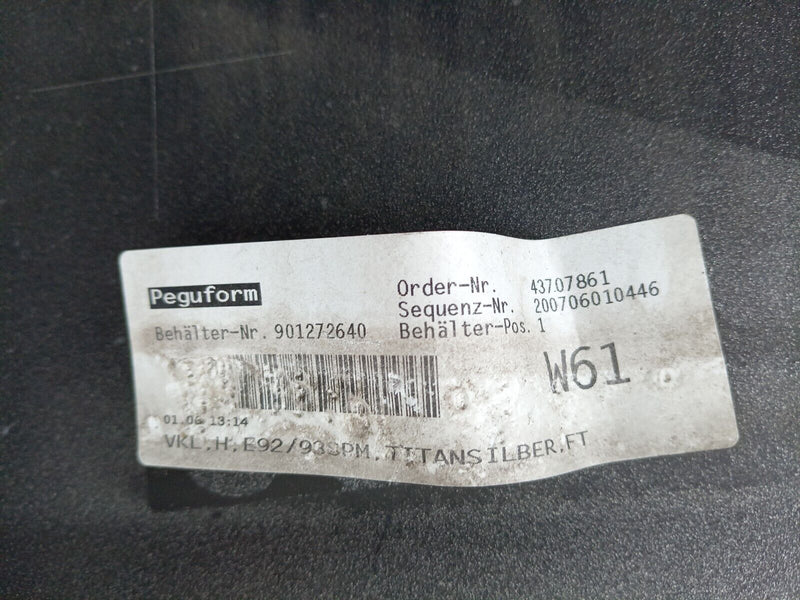 Peguform
Order-Nr. 43707861
Sequenz-Nr. 200706010446
Behälter-Nr. 901272640 Behälter-Pos. 1
W61
01.06 13:14
VKL.H.E92/93SPM.TITANSILBER.FT